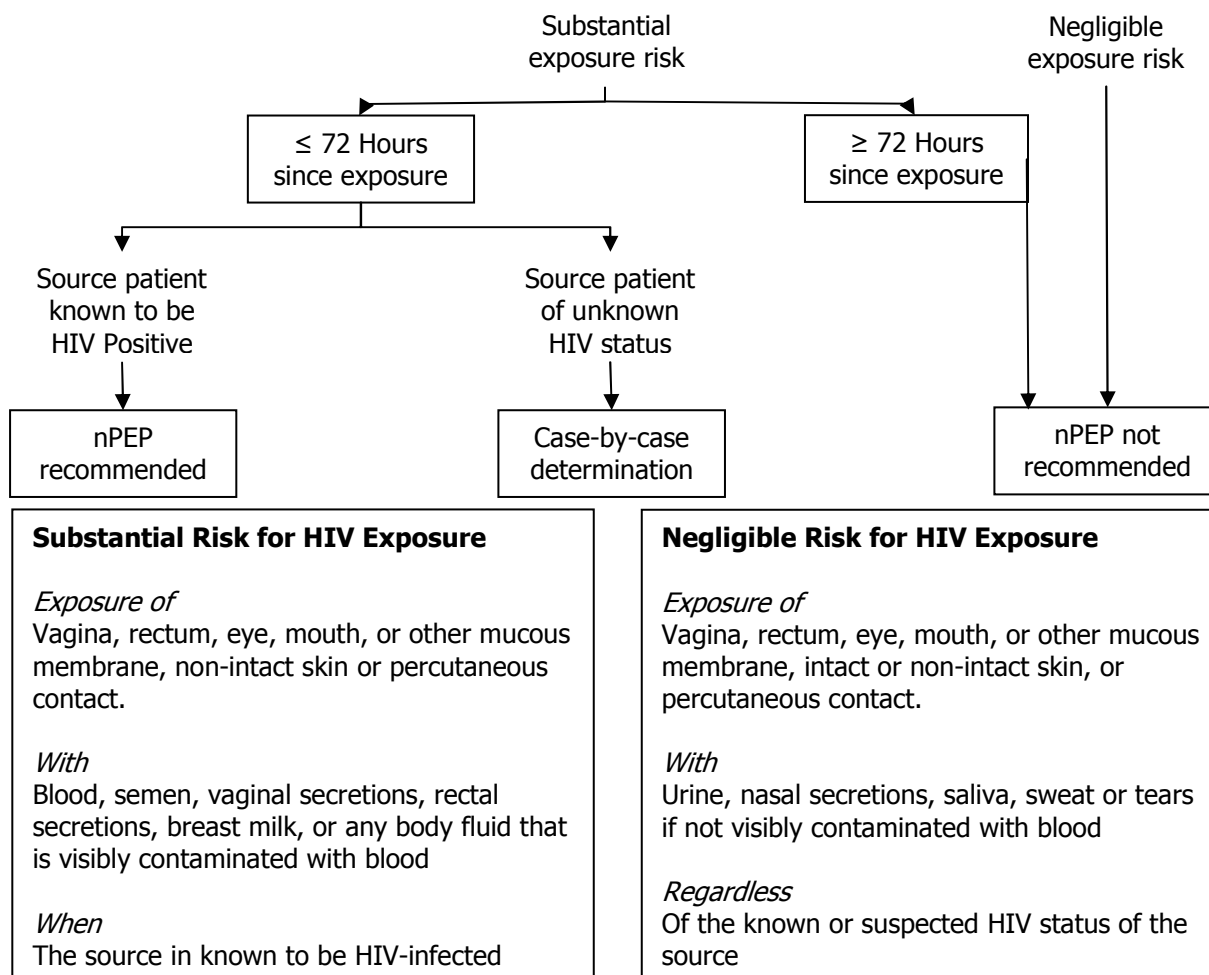 Substantial
exposure risk
Negligible
exposure risk
≤ 72 Hours
since exposure
≥ 72 Hours
since exposure
Source patient
known to be
HIV Positive
Source patient
of unknown
HIV status
nPEP
recommended
Case-by-case
determination
nPEP not
recommended
Substantial Risk for HIV Exposure
Exposure of
Vagina, rectum, eye, mouth, or other mucous
membrane, non-intact skin or percutaneous
contact.
With
Blood, semen, vaginal secretions, rectal
secretions, breast milk, or any body fluid that
is visibly contaminated with blood
When
The source in known to be HIV-infected
Negligible Risk for HIV Exposure
Exposure of
Vagina, rectum, eye, mouth, or other mucous
membrane, intact or non-intact skin, or
percutaneous contact.
With
Urine, nasal secretions, saliva, sweat or tears
if not visibly contaminated with blood
Regardless
Of the known or suspected HIV status of the
source